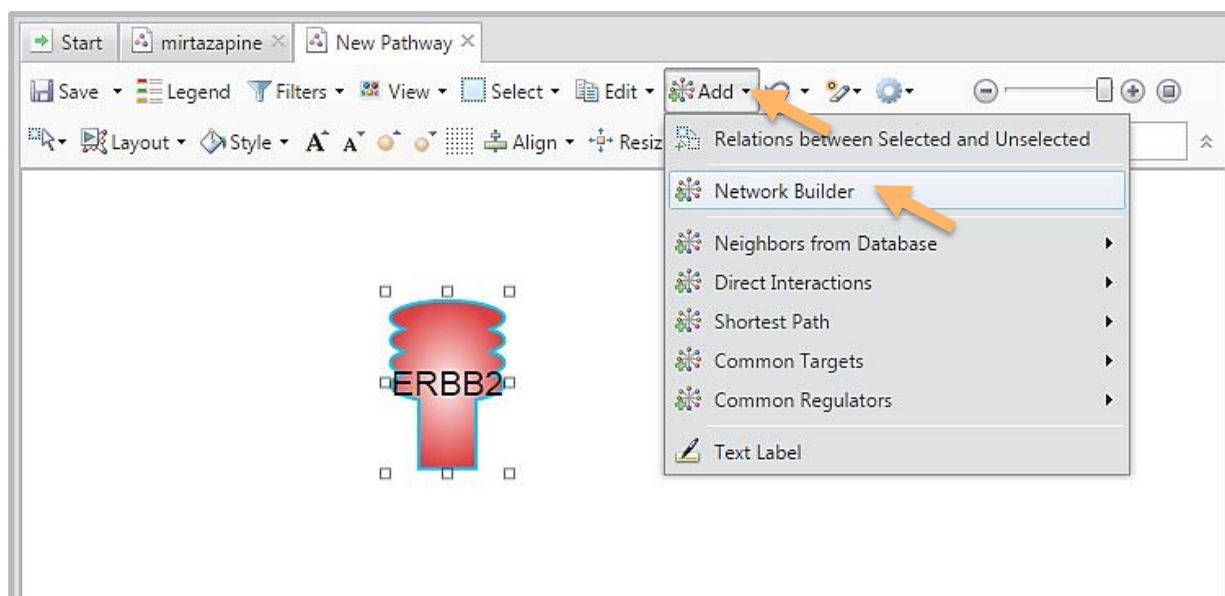 Start mirtazapine New Pathway
Save Legend Filters View Select Edit Add
Layout Style A A Align Resiz
Relations between Selected and Unselected
Network Builder
Neighbors from Database
Direct Interactions
Shortest Path
Common Targets
Common Regulators
Text Label
ERBB2